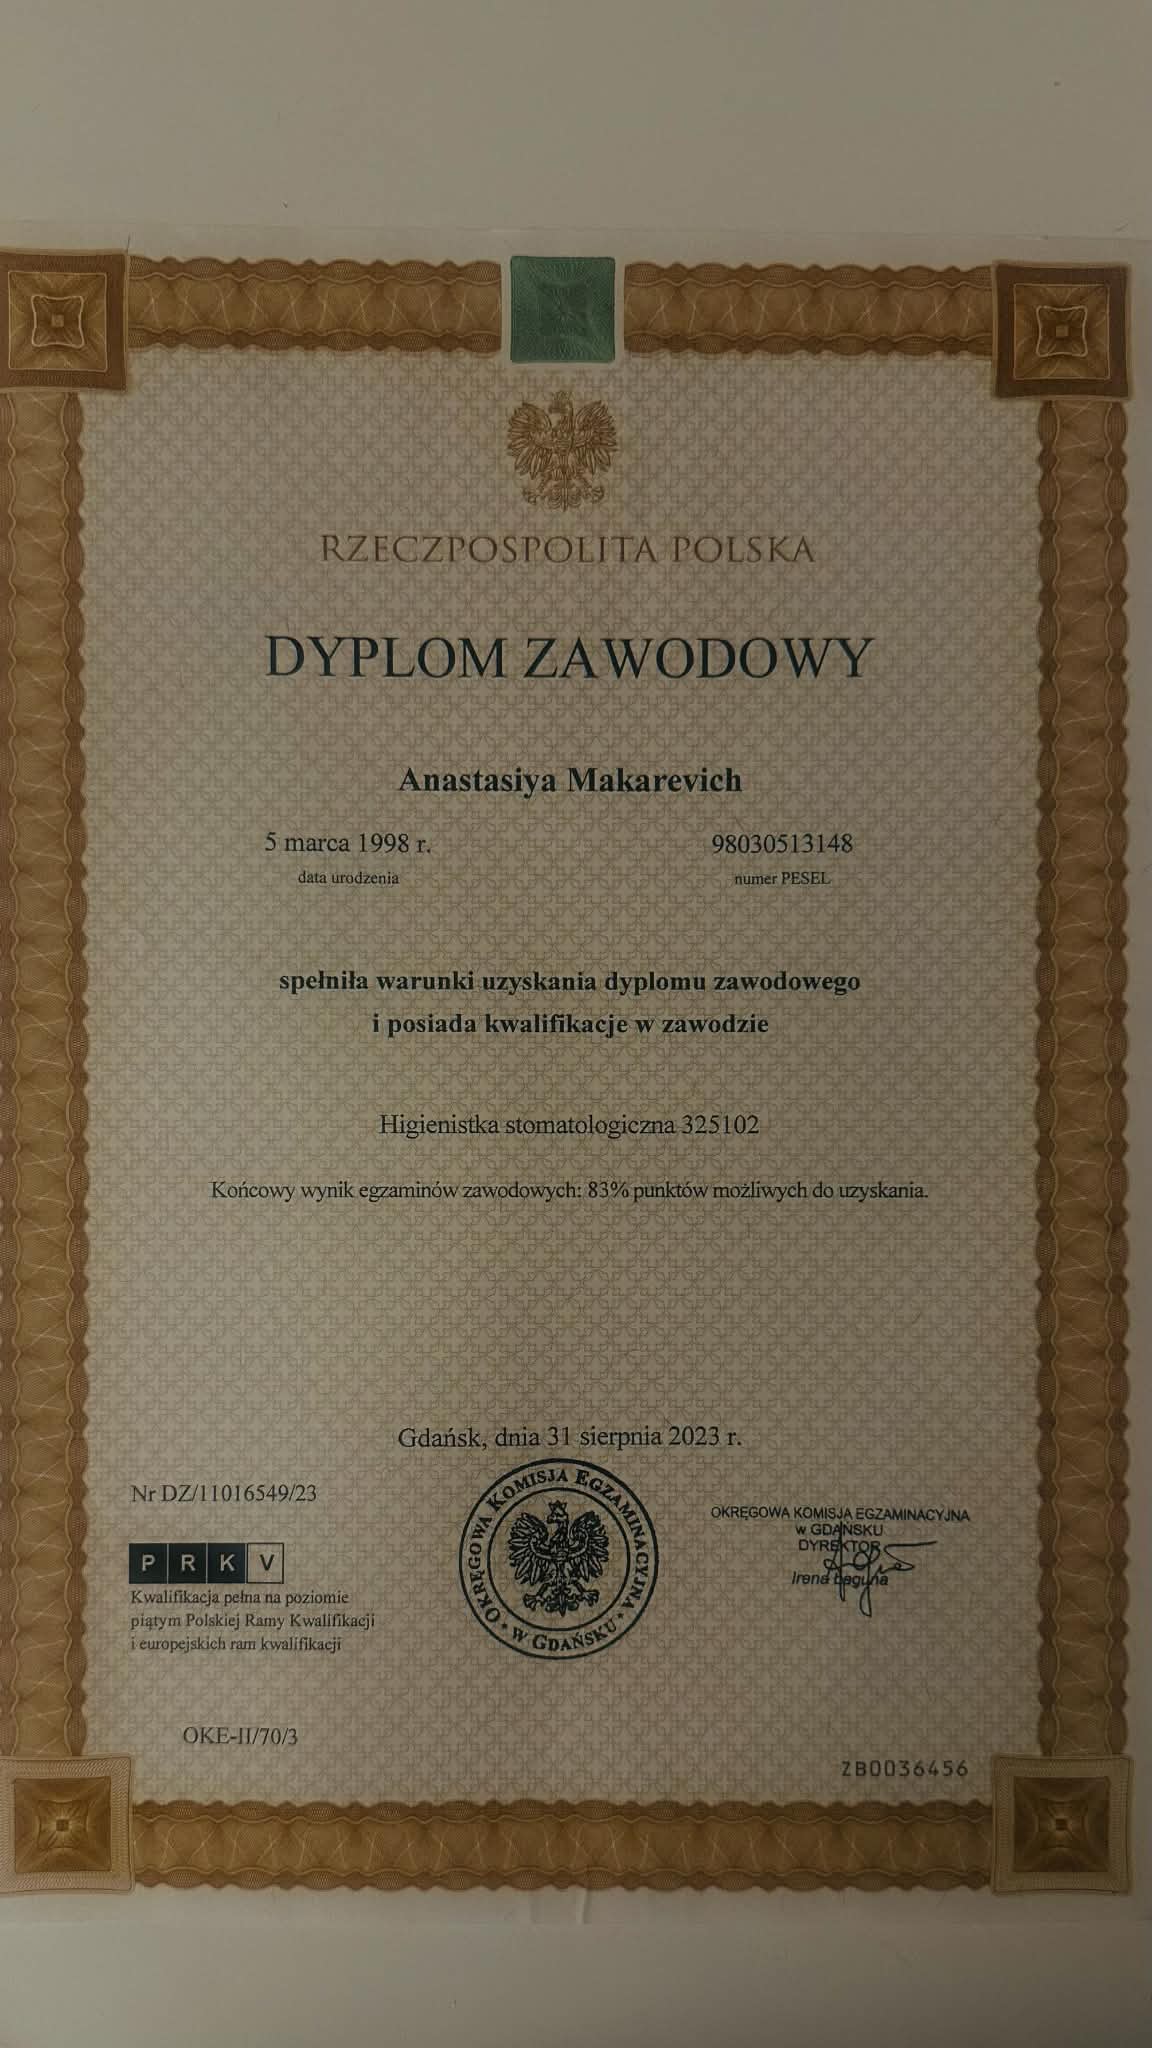 RZECZPOSPOLITA POLSKA
DYPLOM ZAWODOWY
Anastasiya Makarevich
5 marca 1998 r. 98030513148
data urodzenia numer PESEL
spełniła warunki uzyskania dyplomu zawodowego
i posiada kwalifikacje w zawodzie
Higienistka stomatologiczna 325102
Końcowy wynik egzaminów zawodowych: 83% punktów możliwych do uzyskania.
Gdańsk, dnia 31 sierpnia 2023 r.
Nr DZ/11016549/23
OKRĘGOWA KOMISJA EGZAMINACYJNA
W GDAŃSKU
OKRĘGOWA KOMISJA EGZAMINACYJNA
w GDAŃSKU
DYREKTOR
Irena Łaguna
P R K V
Kwalifikacja pełna na poziomie
piątym Polskiej Ramy Kwalifikacji
i europejskich ram kwalifikacji
OKE-II/70/3
ZB0036456